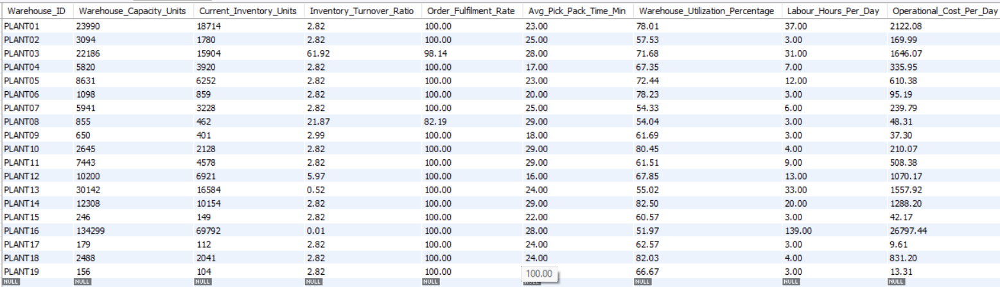 Warehouse_ID Warehouse_Capacity_Units Current_Inventory_Units Inventory_Turnover_Ratio Order_Fulfilment_Rate Avg_Pick_Pack_Time_Min Warehouse_Utilization_Percentage Labour_Hours_Per_Day Operational_Cost_Per_Day
PLANT01 23990 18714 2.82 100.00 23.00 78.01 37.00 2122.08
PLANT02 3094 1780 2.82 100.00 25.00 57.53 3.00 169.99
PLANT03 22186 15904 61.92 98.14 28.00 71.68 31.00 1646.07
PLANT04 5820 3920 2.82 100.00 17.00 67.35 7.00 335.95
PLANT05 8631 6252 2.82 100.00 23.00 72.44 12.00 610.38
PLANT06 1098 859 2.82 100.00 20.00 78.23 3.00 95.19
PLANT07 5941 3228 2.82 100.00 25.00 54.33 6.00 239.79
PLANT08 855 462 21.87 82.19 29.00 54.04 3.00 48.31
PLANT09 650 401 2.99 100.00 18.00 61.69 3.00 37.30
PLANT10 2645 2128 2.82 100.00 29.00 80.45 4.00 210.07
PLANT11 7443 4578 2.82 100.00 29.00 61.51 9.00 508.38
PLANT12 10200 6921 5.97 100.00 16.00 67.85 13.00 1070.17
PLANT13 30142 16584 0.52 100.00 24.00 55.02 33.00 1557.92
PLANT14 12308 10154 2.82 100.00 29.00 82.50 20.00 1288.20
PLANT15 246 149 2.82 100.00 22.00 60.57 3.00 42.17
PLANT16 134299 69792 0.01 100.00 28.00 51.97 139.00 26797.44
PLANT17 179 112 2.82 100.00 24.00 62.57 3.00 9.61
PLANT18 2488 2041 2.82 100.00 24.00 82.03 4.00 831.20
PLANT19 156 104 2.82 100.00 100.00 66.67 3.00 13.31
NULL NULL NULL NULL NULL NULL NULL NULL